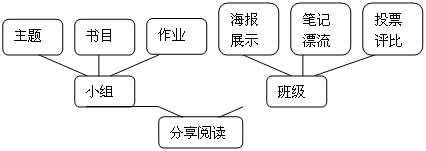 主题
书目
作业
海报
展示
笔记
漂流
投票
评比
小组
班级
分享阅读